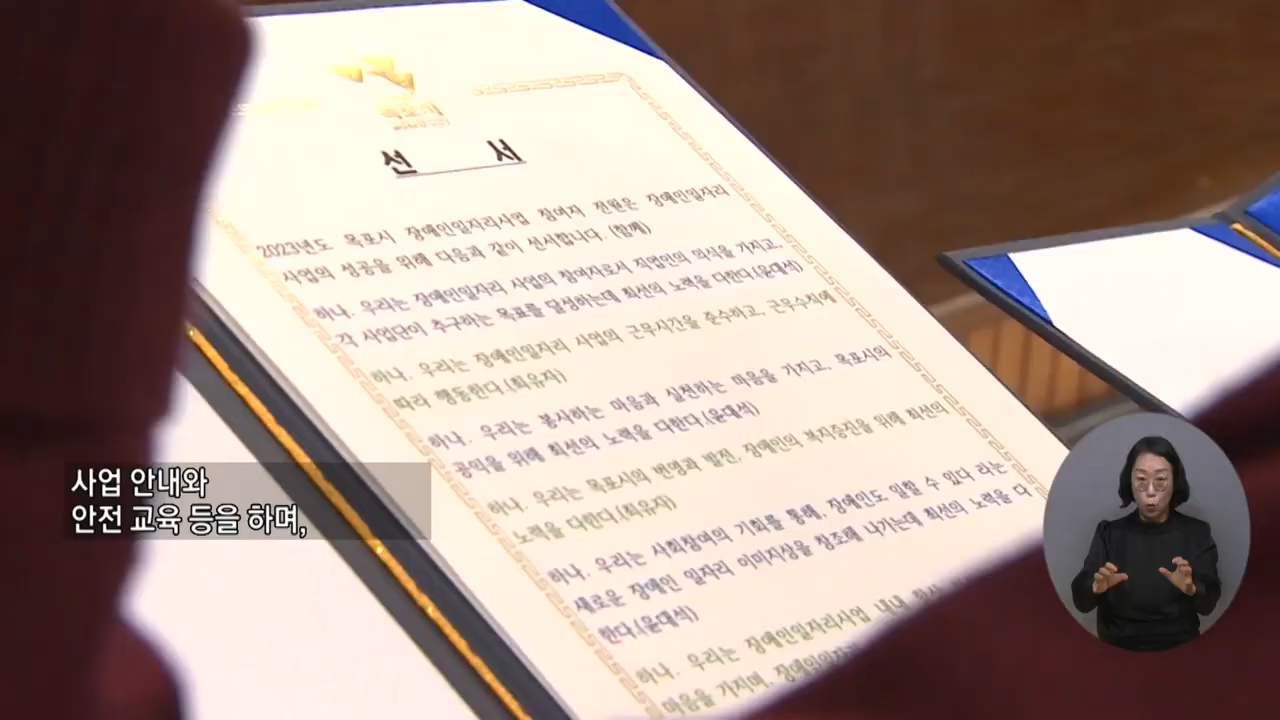 목포시
선 서
2023년도 목포시 장애인일자리사업 참여자 전원은 장애인일자리
사업의 성공을 위해 다음과 같이 선서합니다. (함께)
하나. 우리는 장애인일자리 사업의 참여자로서 직업인의 의식을 가지고,
각 사업단이 추구하는 목표를 달성하는데 최선의 노력을 다한다.(윤대석)
하나. 우리는 장애인일자리 사업의 근무시간을 준수하고, 근무수칙에
따라 행동한다.(최유자)
하나. 우리는 봉사하는 마음과 실천하는 마음을 가지고, 목포시의
공익을 위해 최선의 노력을 다한다.(윤대석)
하나. 우리는 목포시의 번영과 발전, 장애인의 복지증진을 위해 최선의
노력을 다한다.(최유자)
하나. 우리는 사회참여의 기회를 통해, 장애인도 일할 수 있다 라는
새로운 장애인 일자리 이미지상을 창조해 나가는데 최선의 노력을 다
한다.(윤대석)
하나. 우리는 장애인일자리사업 내내
마음을 가지며,
사업 안내와
안전 교육 등을 하며,